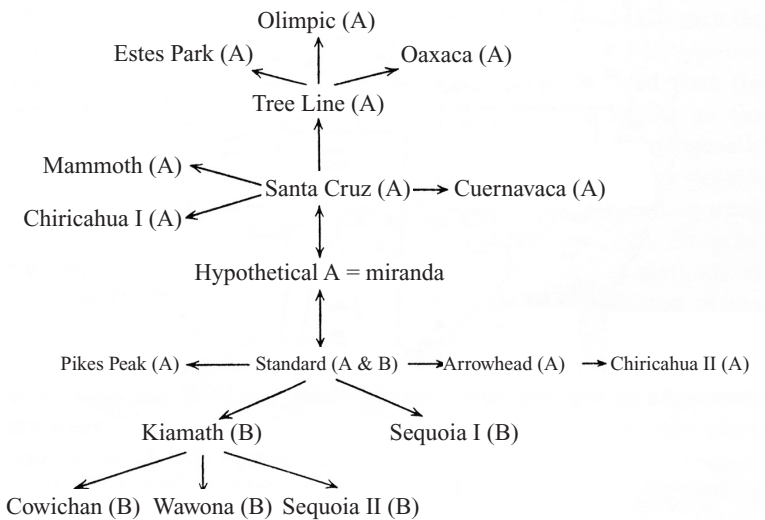 Olimpic (A)
Estes Park (A)
Oaxaca (A)
Tree Line (A)
Mammoth (A)
Santa Cruz (A)
Cuernavaca (A)
Chiricahua I (A)
Hypothetical A = miranda
Pikes Peak (A)
Standard (A & B)
Arrowhead (A)
Chiricahua II (A)
Kiamath (B)
Sequoia I (B)
Cowichan (B)
Wawona (B)
Sequoia II (B)